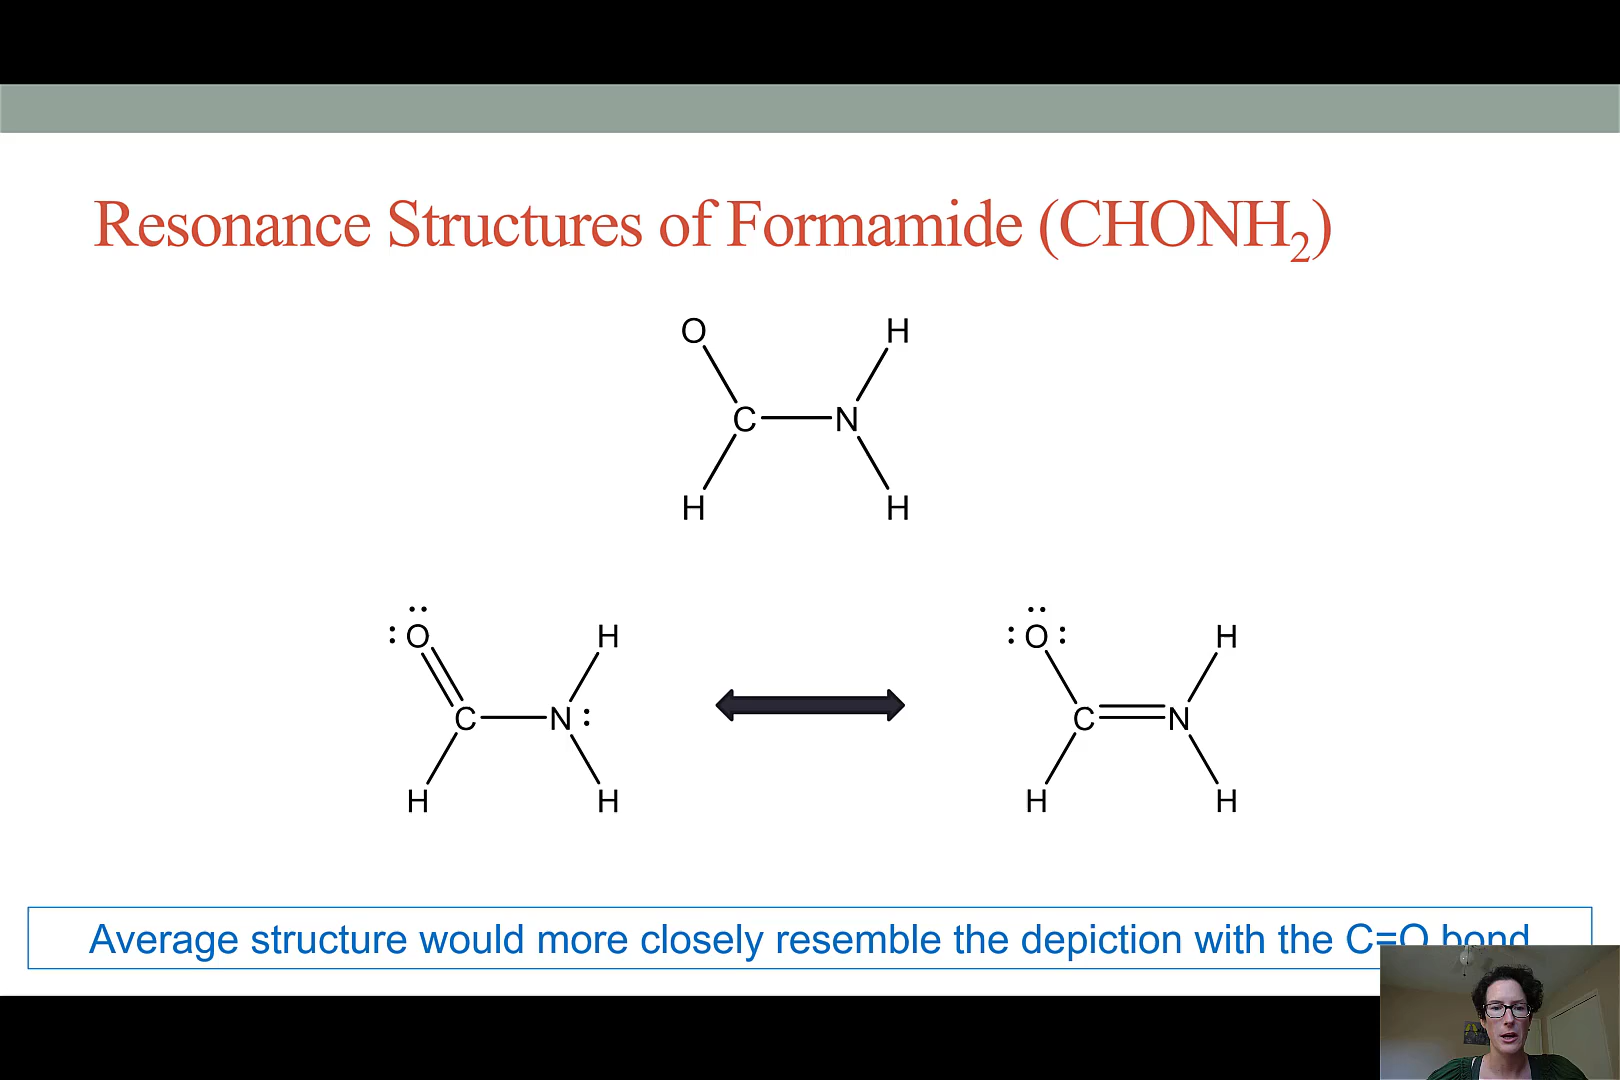 Resonance Structures of Formamide (CHONH₂)
O H
C N
H H
O H O H
C N C N
H H H H
Average structure would more closely resemble the depiction with the C=O bond